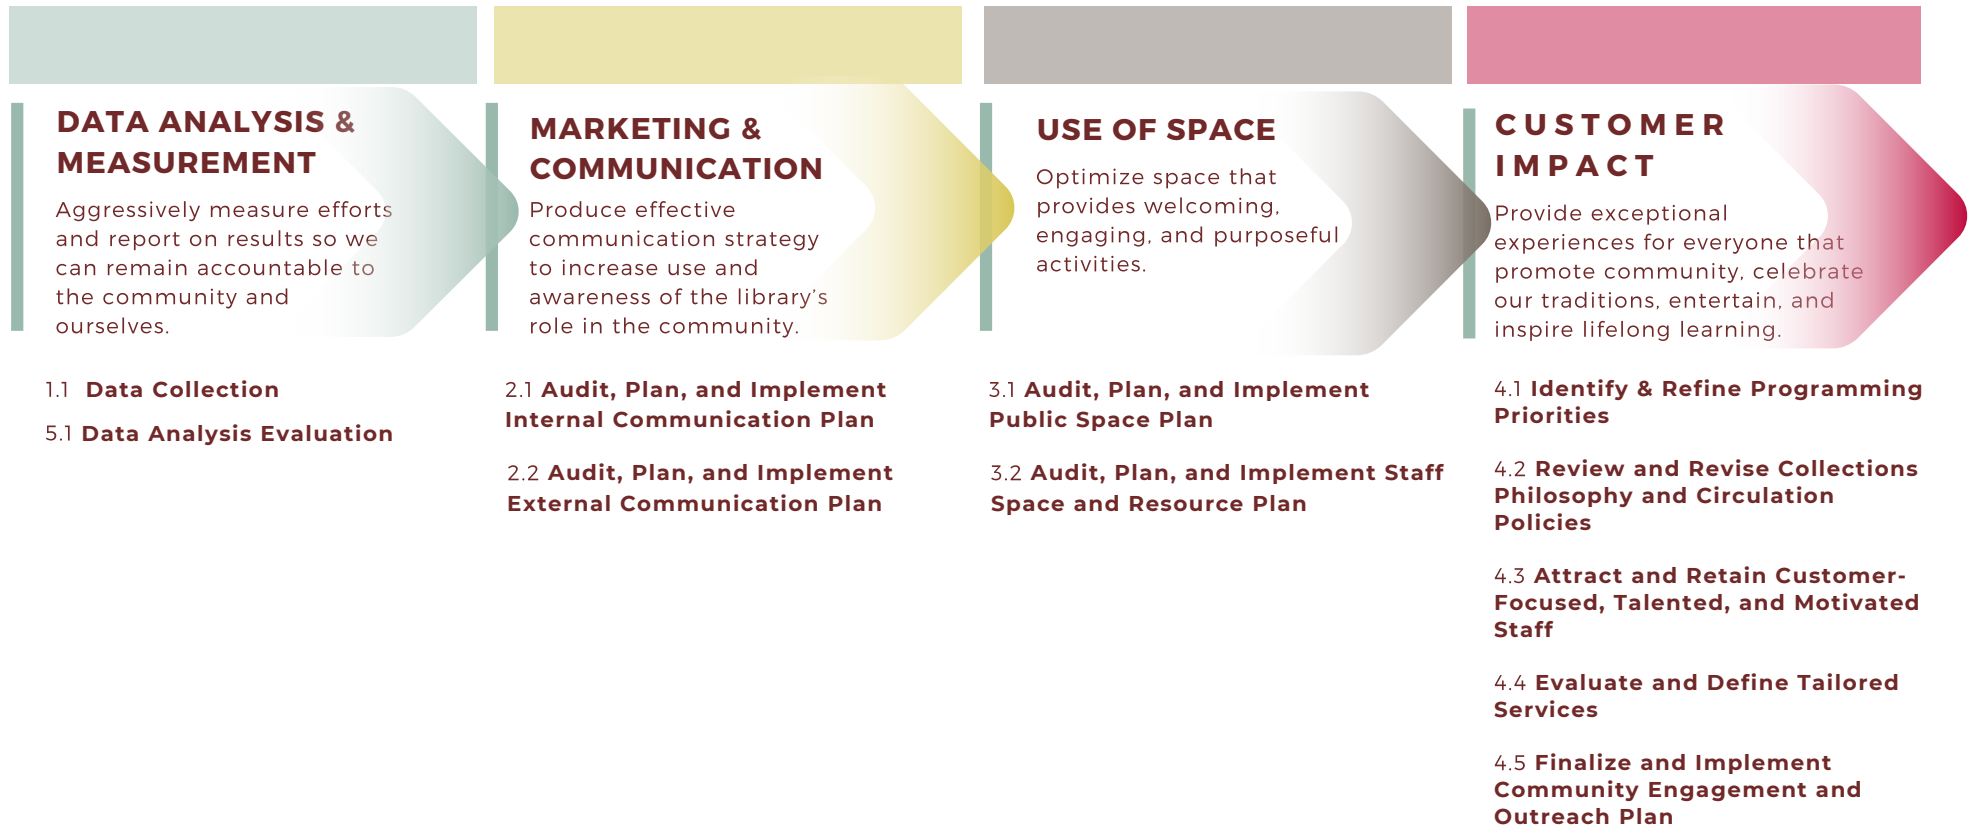 DATA ANALYSIS &
MEASUREMENT
Aggressively measure efforts
and report on results so we
can remain accountable to
the community and
ourselves.
1.1 Data Collection
5.1 Data Analysis Evaluation
MARKETING &
COMMUNICATION
Produce effective
communication strategy
to increase use and
awareness of the library’s
role in the community.
2.1 Audit, Plan, and Implement
Internal Communication Plan
2.2 Audit, Plan, and Implement
External Communication Plan
USE OF SPACE
Optimize space that
provides welcoming,
engaging, and purposeful
activities.
3.1 Audit, Plan, and Implement
Public Space Plan
3.2 Audit, Plan, and Implement Staff
Space and Resource Plan
CUSTOMER
IMPACT
Provide exceptional
experiences for everyone that
promote community, celebrate
our traditions, entertain, and
inspire lifelong learning.
4.1 Identify & Refine Programming
Priorities
4.2 Review and Revise Collections
Philosophy and Circulation
Policies
4.3 Attract and Retain Customer-
Focused, Talented, and Motivated
Staff
4.4 Evaluate and Define Tailored
Services
4.5 Finalize and Implement
Community Engagement and
Outreach Plan